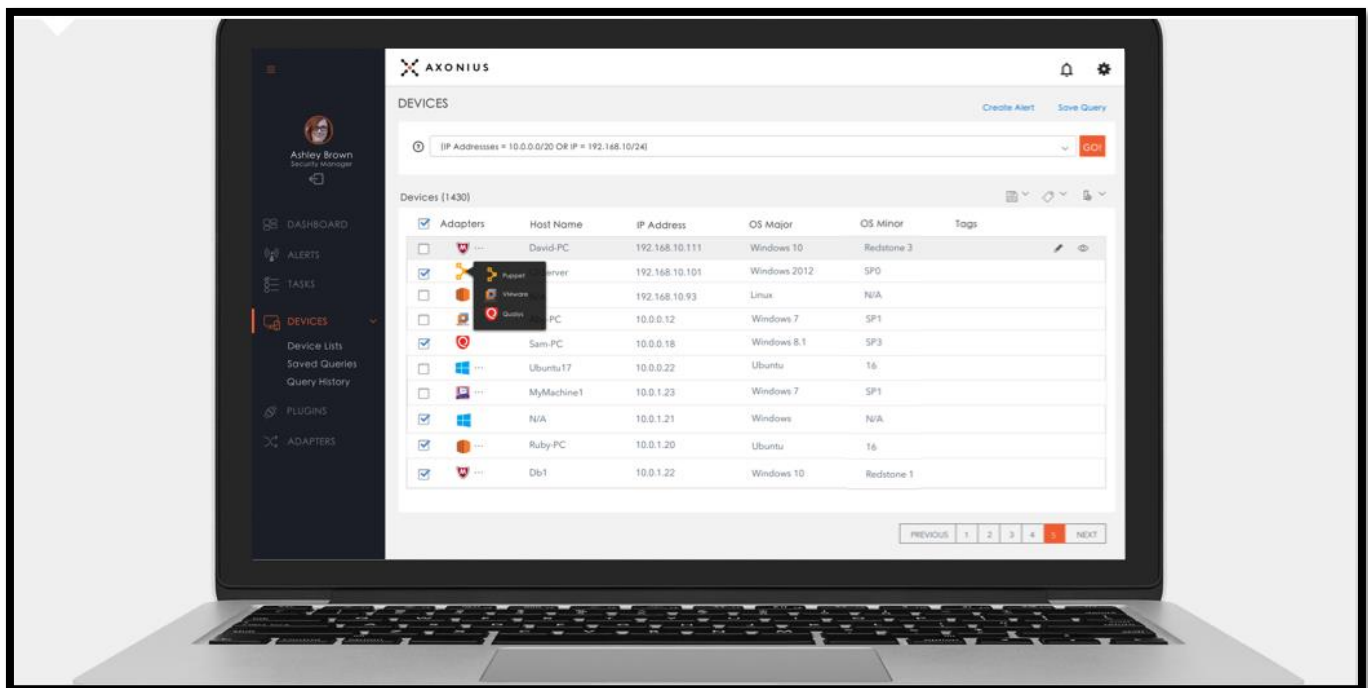 AXONIUS
DEVICES
Create Alert
Save Query
Ashley Brown
Security Manager
(IP Addressses = 10.0.0.0/20 OR IP = 192.168.10/24)
GO!
Devices (1430)
DASHBOARD
ALERTS
TASKS
DEVICES
Device Lists
Saved Queries
Query History
PLUGINS
ADAPTERS
Adapters Host Name IP Address OS Major OS Minor Tags
David-PC 192.168.10.111 Windows 10 Redstone 3
192.168.10.101 Windows 2012 SP0
192.168.10.93 Linux N/A
-PC 10.0.0.12 Windows 7 SP1
Sam-PC 10.0.0.18 Windows 8.1 SP3
Ubuntu17 10.0.0.22 Ubuntu 16
MyMachine1 10.0.1.23 Windows 7 SP1
N/A 10.0.1.21 Windows N/A
Ruby-PC 10.0.1.20 Ubuntu 16
Db1 10.0.1.22 Windows 10 Redstone 1
Puppet
VMware
Qualys
PREVIOUS 1 2 3 4 5 NEXT